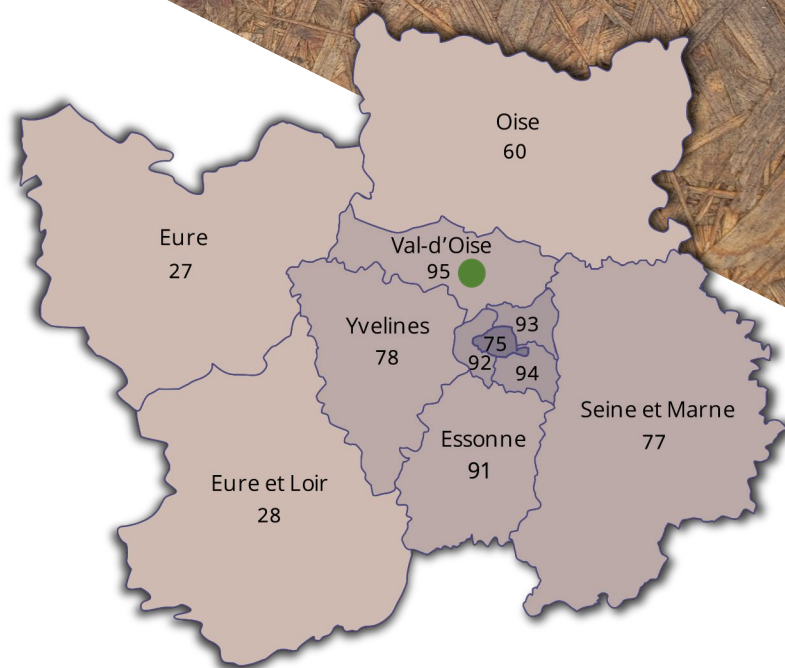 Oise
60
Eure
27
Val-d'Oise
95
Yvelines
78
93
75
92
94
Seine et Marne
77
Essonne
91
Eure et Loir
28